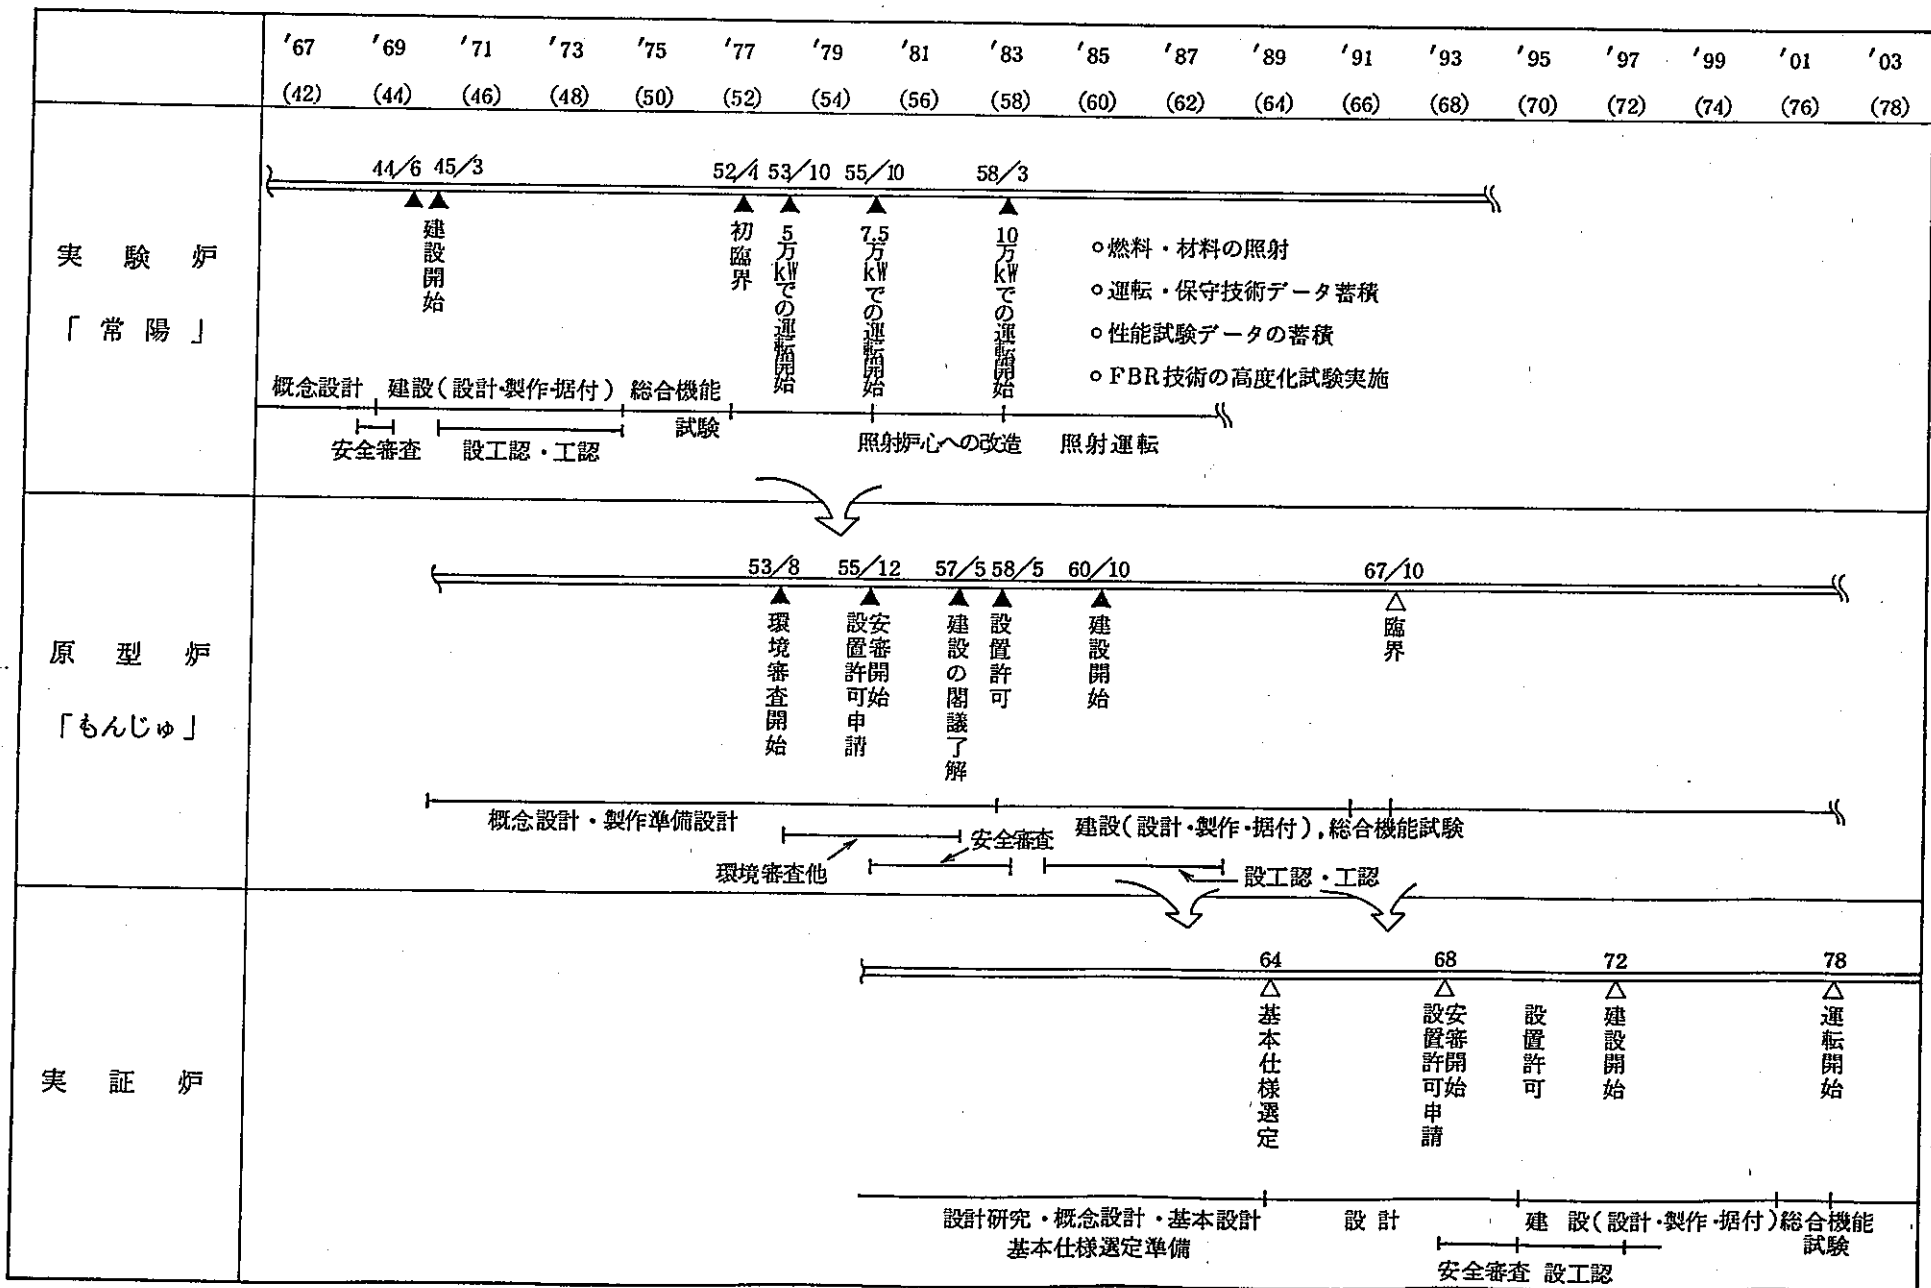 '67 '69 '71 '73 '75 '77 '79 '81 '83 '85 '87 '89 '91 '93 '95 '97 '99 '01 '03
(42) (44) (46) (48) (50) (52) (54) (56) (58) (60) (62) (64) (66) (68) (70) (72) (74) (76) (78)
実験炉
「常陽」
44/6 45/3 52/4 53/10 55/10 58/3
建設開始
初臨界
5万kWでの運転開始
7.5万kWでの運転開始
10万kWでの運転開始
○燃料・材料の照射
○運転・保守技術データ蓄積
○性能試験データの蓄積
○FBR技術の高度化試験実施
概念設計 建設(設計・製作・据付) 総合機能
試験
安全審査 設工認・工認
照射炉心への改造 照射運転
原型炉
「もんじゅ」
53/8 55/12 57/5 58/5 60/10 67/10
環境審査開始
安審開始
設置許可申請
建設の閣議了解
設置許可
建設開始
臨界
概念設計・製作準備設計
建設(設計・製作・据付),総合機能試験
環境審査他
安全審査
設工認・工認
実証炉
64 68 72 78
基本仕様選定
安審開始
設置許可申請
設置許可
建設開始
運転開始
設計研究・概念設計・基本設計
基本仕様選定準備
設計
建設(設計・製作・据付)総合機能
試験
安全審査 設工認